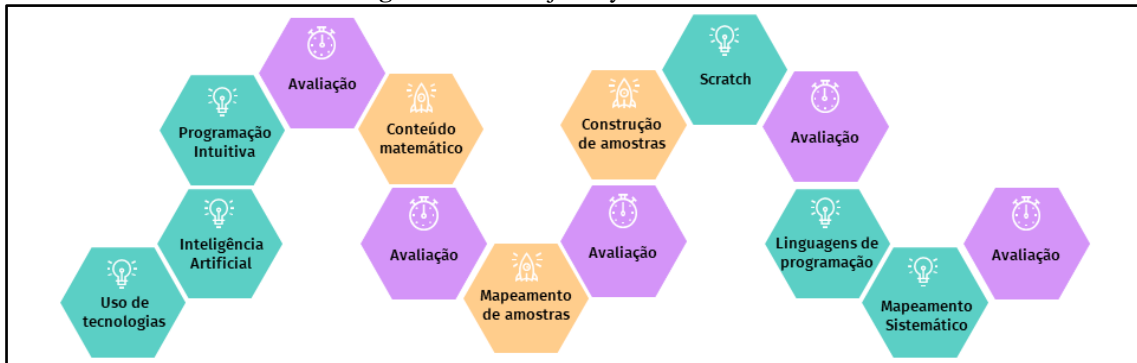 Uso de
tecnologias
Inteligência
Artificial
Programação
Intuitiva
Avaliação
Conteúdo
matemático
Avaliação
Mapeamento
de amostras
Avaliação
Construção
de amostras
Scratch
Avaliação
Linguagens de
programação
Mapeamento
Sistemático
Avaliação